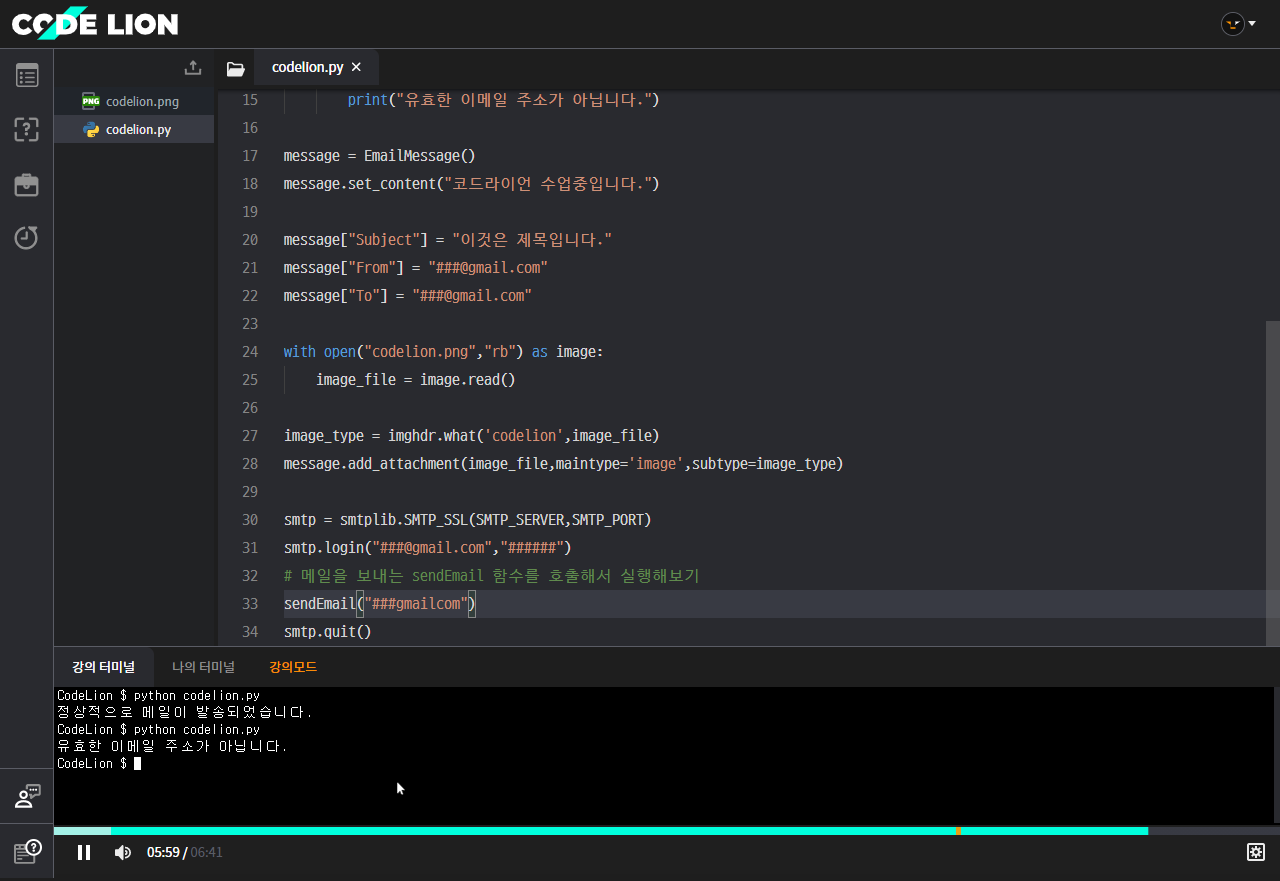 CODE LION
codelion.py ×
PNG codelion.png
codelion.py
15 print("유효한 이메일 주소가 아닙니다.")
16
17 message = EmailMessage()
18 message.set_content("코드라이언 수업중입니다.")
19
20 message["Subject"] = "이것은 제목입니다."
21 message["From"] = "###@gmail.com"
22 message["To"] = "###@gmail.com"
23
24 with open("codelion.png","rb") as image:
25 image_file = image.read()
26
27 image_type = imghdr.what('codelion',image_file)
28 message.add_attachment(image_file,maintype='image',subtype=image_type)
29
30 smtp = smtplib.SMTP_SSL(SMTP_SERVER,SMTP_PORT)
31 smtp.login("###@gmail.com","######")
32 # 메일을 보내는 sendEmail 함수를 호출해서 실행해보기
33 sendEmail("###gmailcom")
34 smtp.quit()
강의 터미널 나의 터미널 강의모드
CodeLion $ python codelion.py
정상적으로 메일이 발송되었습니다.
CodeLion $ python codelion.py
유효한 이메일 주소가 아닙니다.
CodeLion $
05:59 / 06:41